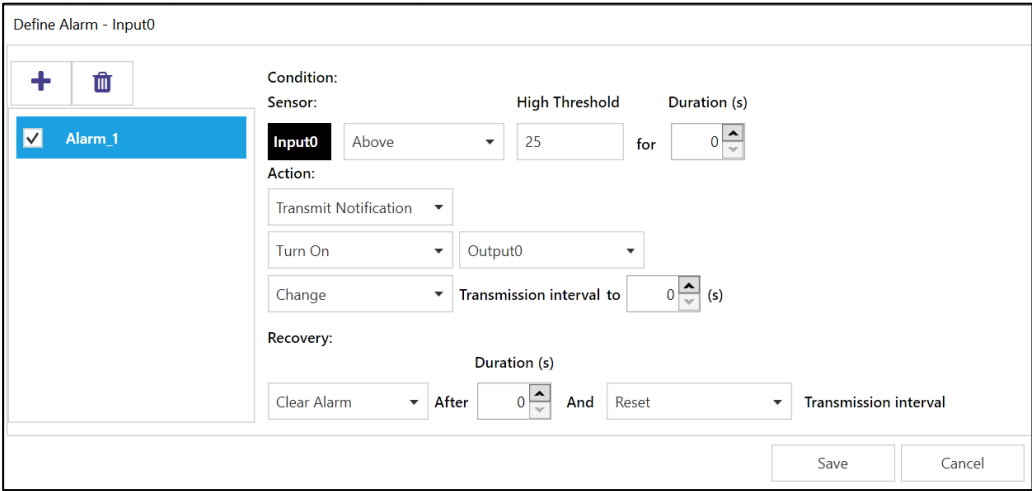 Define Alarm - Input0
Condition:
Sensor: High Threshold Duration (s)
Alarm_1
Input0 Above 25 for 0
Action:
Transmit Notification
Turn On Output0
Change Transmission interval to 0 (s)
Recovery:
Duration (s)
Clear Alarm After 0 And Reset Transmission interval
Save Cancel